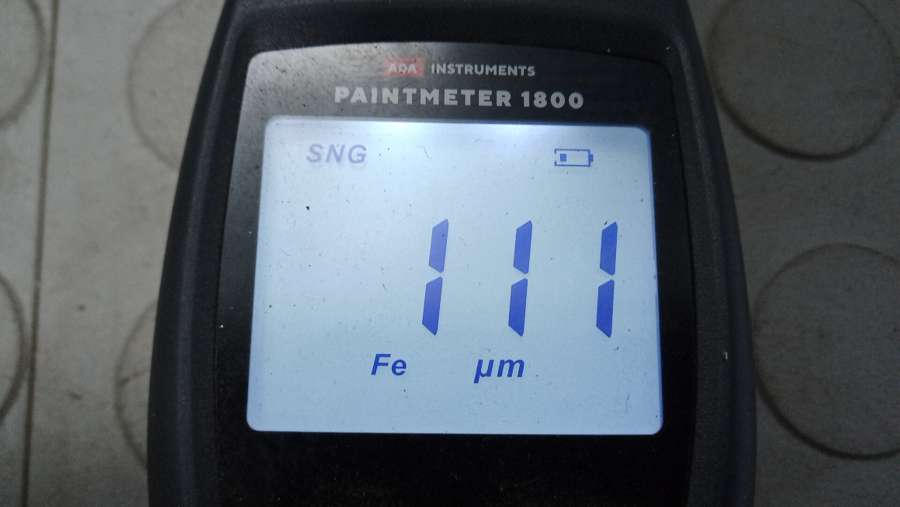 ADA INSTRUMENTS
PAINTMETER 1800
SNG
111
Fe µm